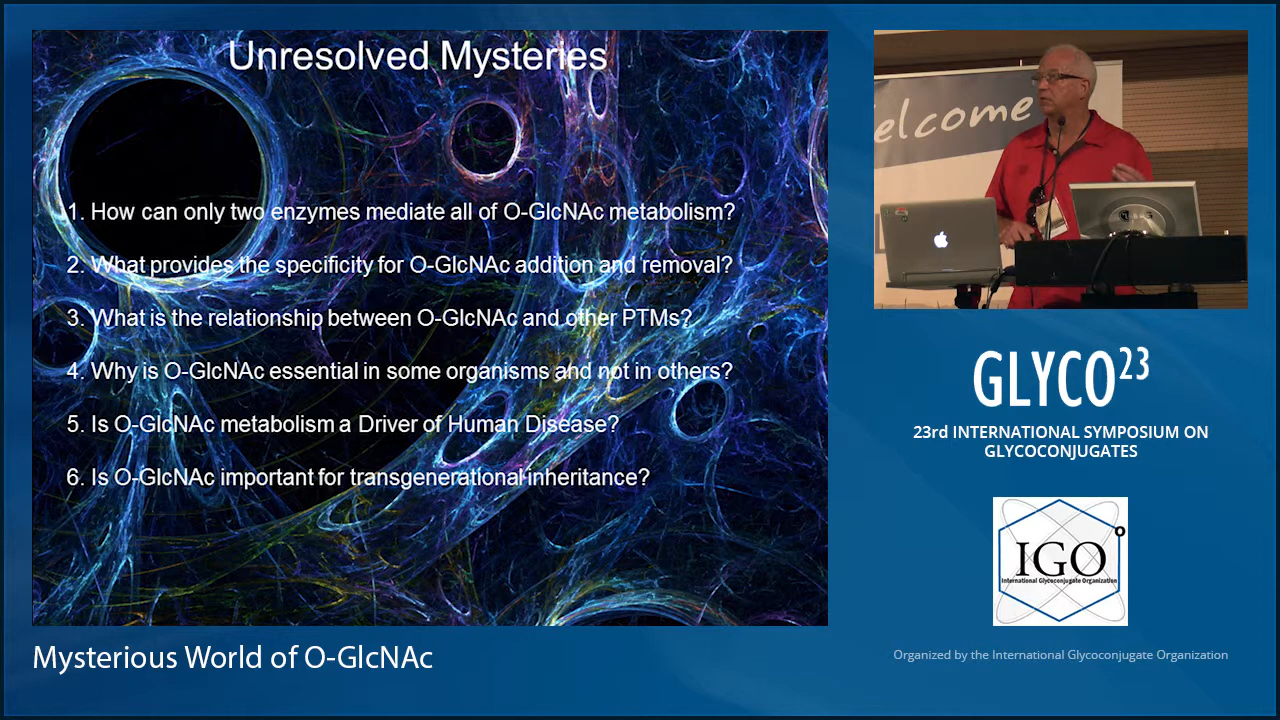 Unresolved Mysteries
1. How can only two enzymes mediate all of O-GlcNAc metabolism?
2. What provides the specificity for O-GlcNAc addition and removal?
3. What is the relationship between O-GlcNAc and other PTMs?
4. Why is O-GlcNAc essential in some organisms and not in others?
5. Is O-GlcNAc metabolism a Driver of Human Disease?
6. Is O-GlcNAc important for transgenerational inheritance?
elcome
GLYCO23
23rd INTERNATIONAL SYMPOSIUM ON
GLYCOCONJUGATES
IGO
International Glycoconjugate Organization
Mysterious World of O-GlcNAc
Organized by the International Glycoconjugate Organization